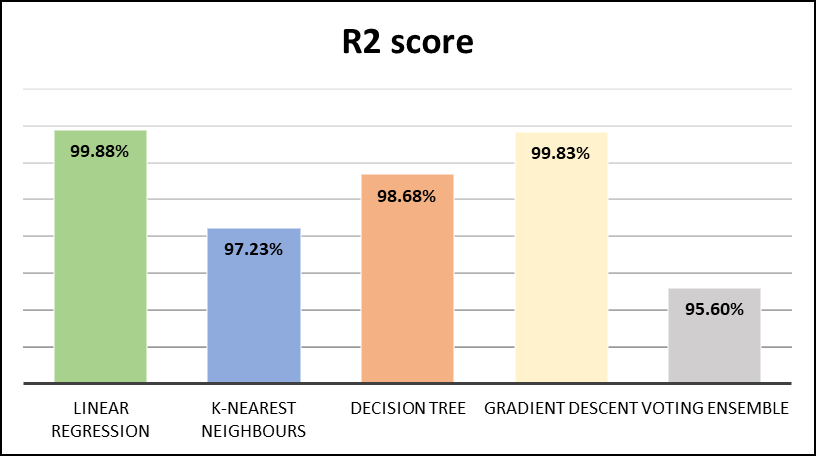 R2 score
99.88%
97.23%
98.68%
99.83%
95.60%
LINEAR
REGRESSION
K-NEAREST
NEIGHBOURS
DECISION TREE
GRADIENT DESCENT
VOTING ENSEMBLE